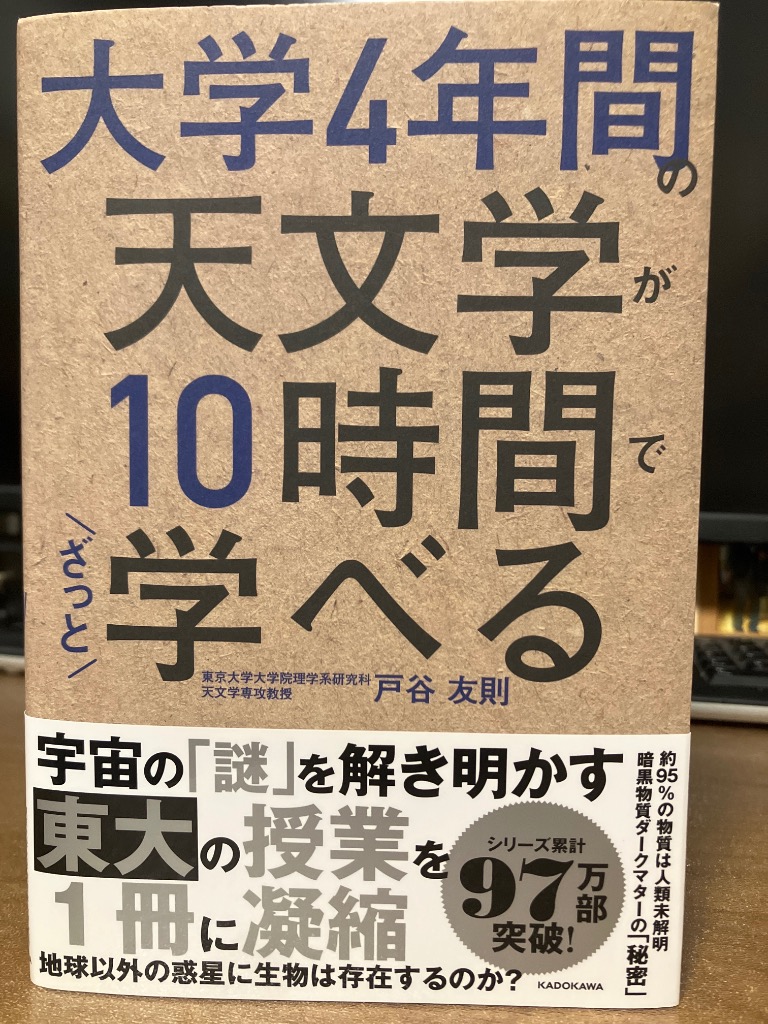 大学4年間の
天文学が
10時間で
ざっと
学べる
東京大学大学院理学系研究科
天文学専攻教授
戸谷 友則
宇宙の「謎」を解き明かす
東大の授業を
1冊に凝縮
地球以外の惑星に生物は存在するのか?
シリーズ累計
97万部
突破!
約95%の物質は人類未解明
暗黒物質ダークマターの「秘密」
KADOKAWA